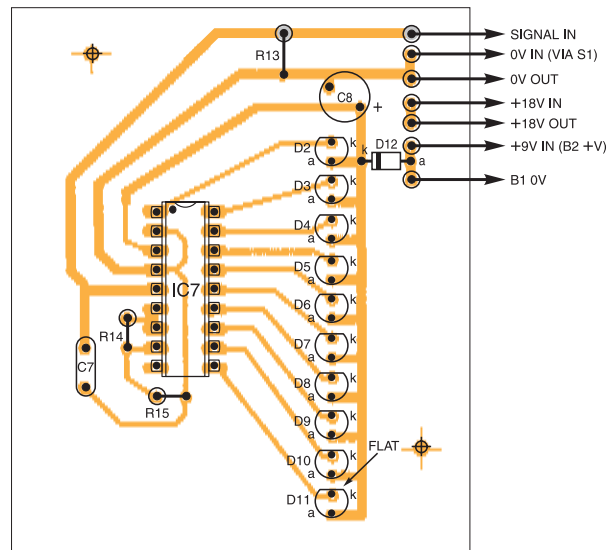 SIGNAL IN
0V IN (VIA S1)
R13
0V OUT
C8
+18V IN
+
+18V OUT
D2
k
D12
+9V IN (B2 +V)
k
a
a
D3
k
B1 0V
a
D4
k
a
D5
k
IC7
a
D6
k
a
R14
D7
k
a
C7
D8
k
a
R15
D9
k
a
FLAT
D10
k
a
D11
k
a